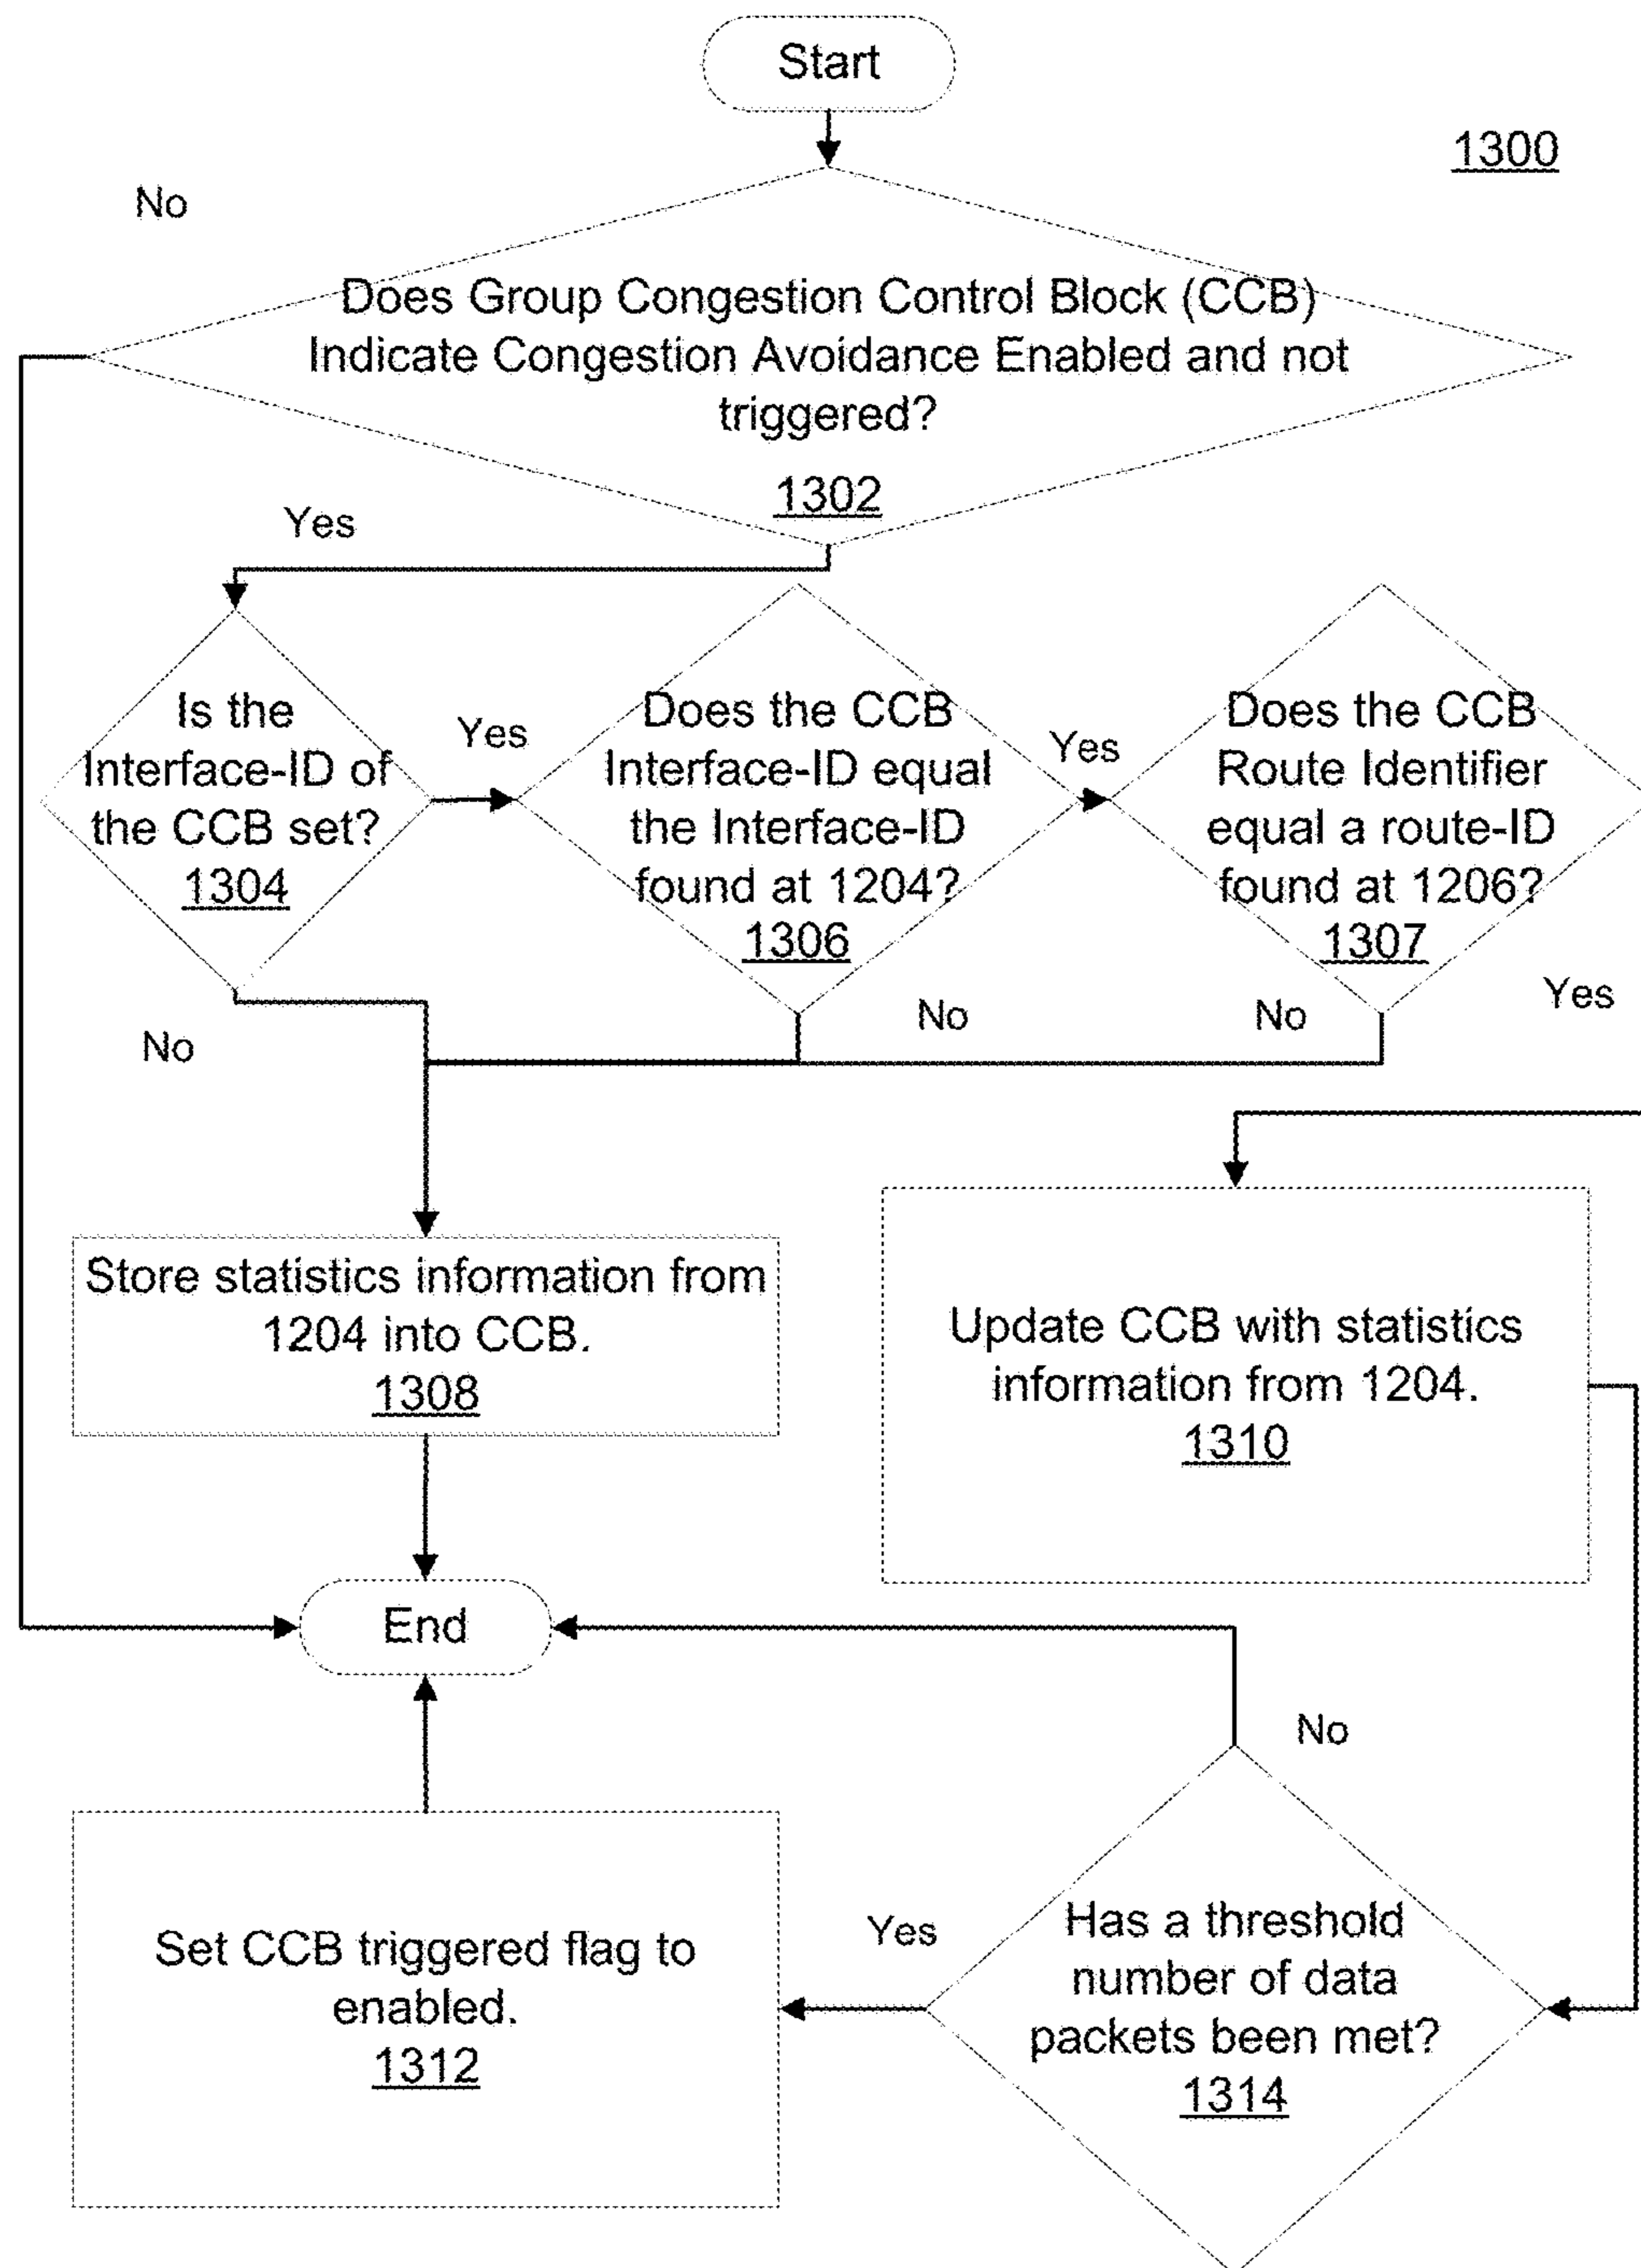 Start
1300
No
Does Group Congestion Control Block (CCB)
Indicate Congestion Avoidance Enabled and not
triggered?
1302
Yes
Is the
Interface-ID of
the CCB set?
1304
Yes
Does the CCB
Interface-ID equal
the Interface-ID
found at 1204?
1306
Yes
Does the CCB
Route Identifier
equal a route-ID
found at 1206?
1307
No
No
No
Yes
Store statistics information from
1204 into CCB.
1308
Update CCB with statistics
information from 1204.
1310
End
No
Set CCB triggered flag to
enabled.
1312
Yes
Has a threshold
number of data
packets been met?
1314